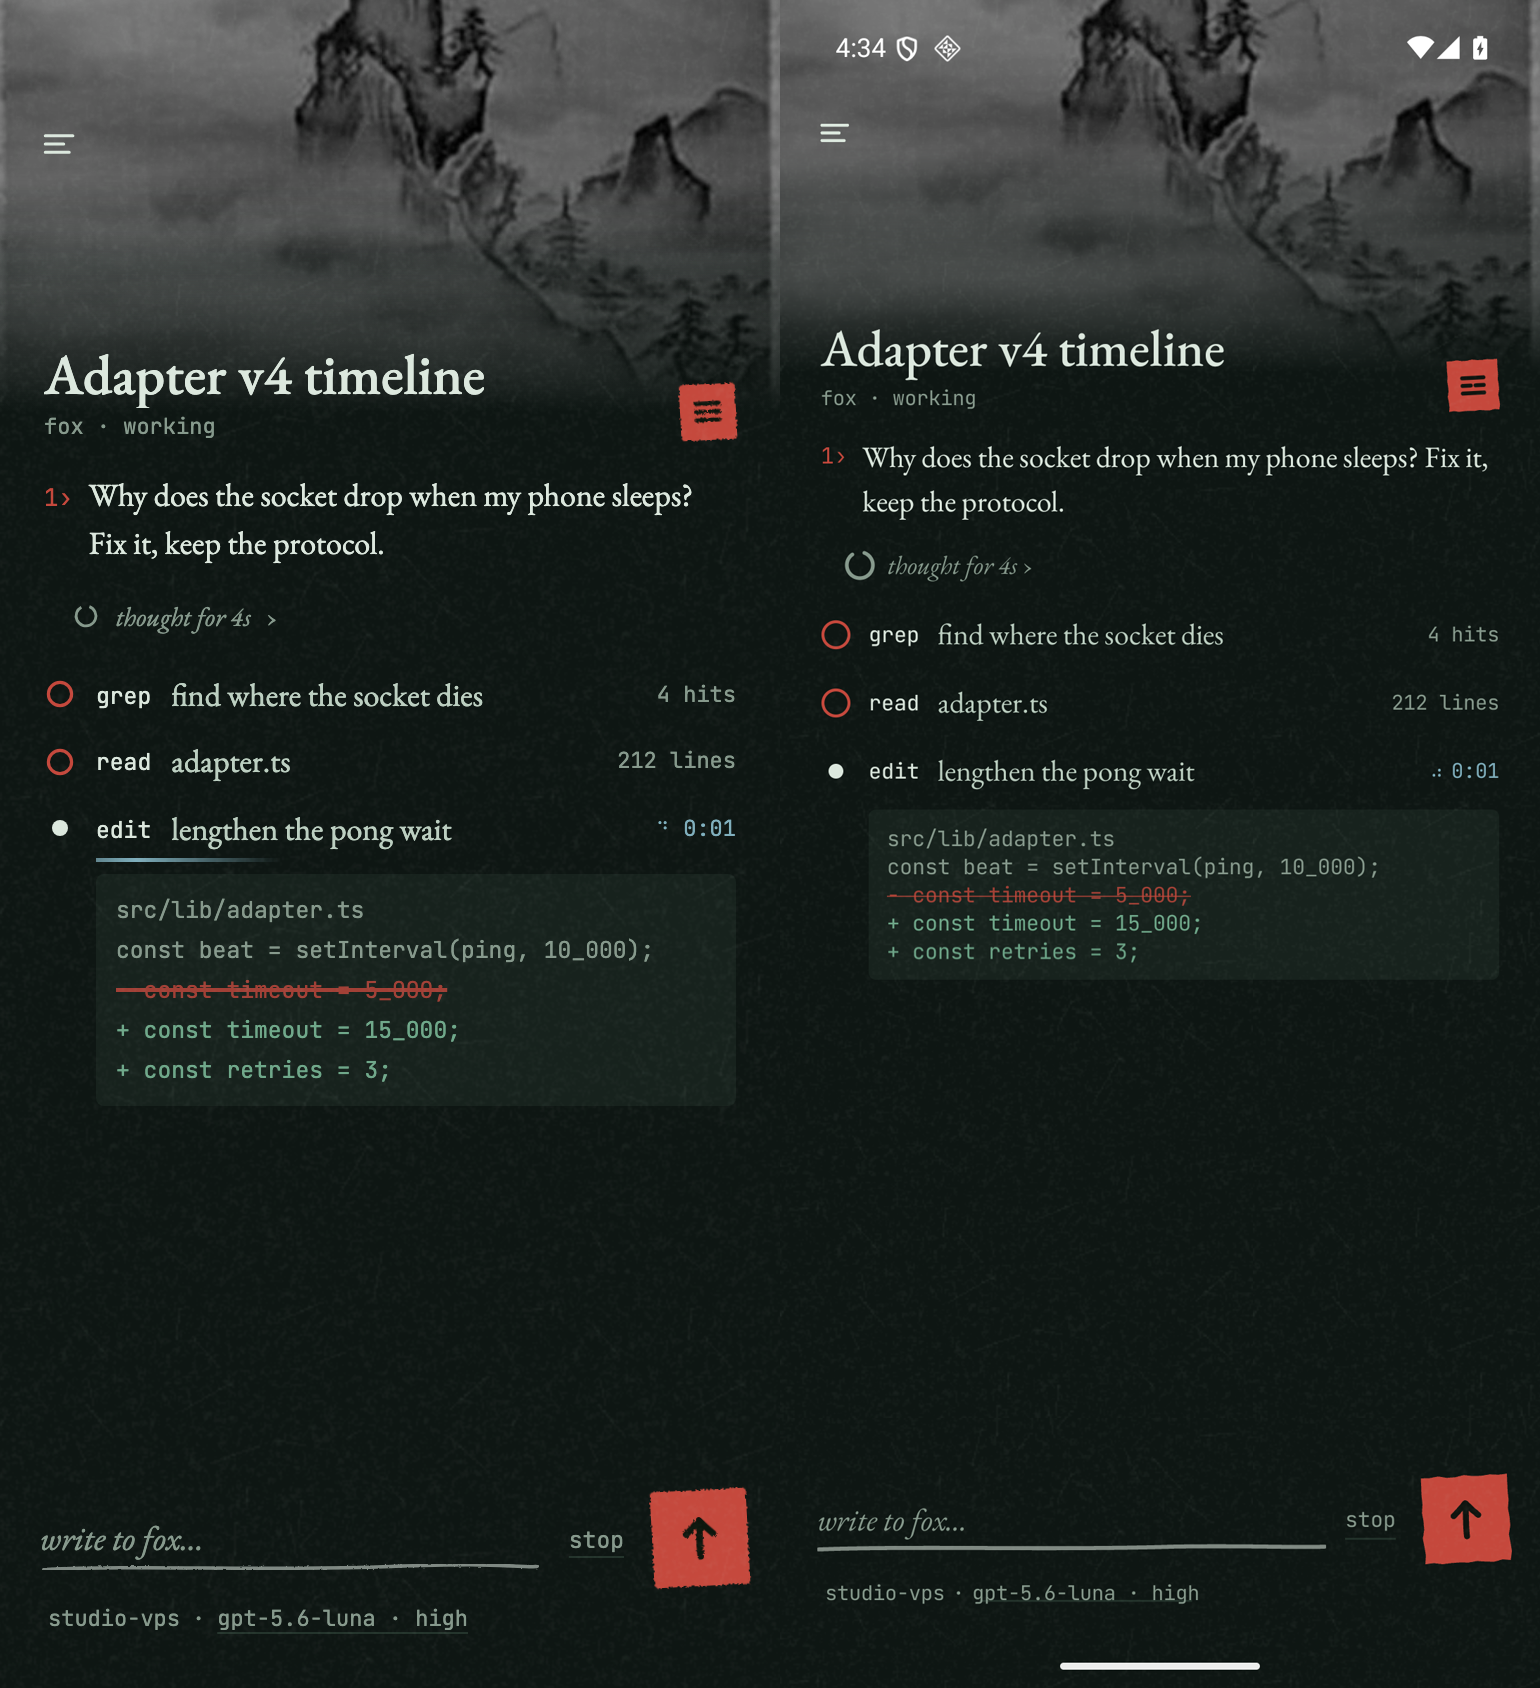 Adapter v4 timeline
fox · working
1› Why does the socket drop when my phone sleeps?
Fix it, keep the protocol.
thought for 4s ›
grep find where the socket dies 4 hits
read adapter.ts 212 lines
edit lengthen the pong wait 0:01
src/lib/adapter.ts
const beat = setInterval(ping, 10_000);
- const timeout = 5_000;
+ const timeout = 15_000;
+ const retries = 3;
write to fox... stop
studio-vps · gpt-5.6-luna · high
4:34
Adapter v4 timeline
fox · working
1› Why does the socket drop when my phone sleeps? Fix it,
keep the protocol.
thought for 4s ›
grep find where the socket dies 4 hits
read adapter.ts 212 lines
edit lengthen the pong wait 0:01
src/lib/adapter.ts
const beat = setInterval(ping, 10_000);
- const timeout = 5_000;
+ const timeout = 15_000;
+ const retries = 3;
write to fox... stop
studio-vps · gpt-5.6-luna · high